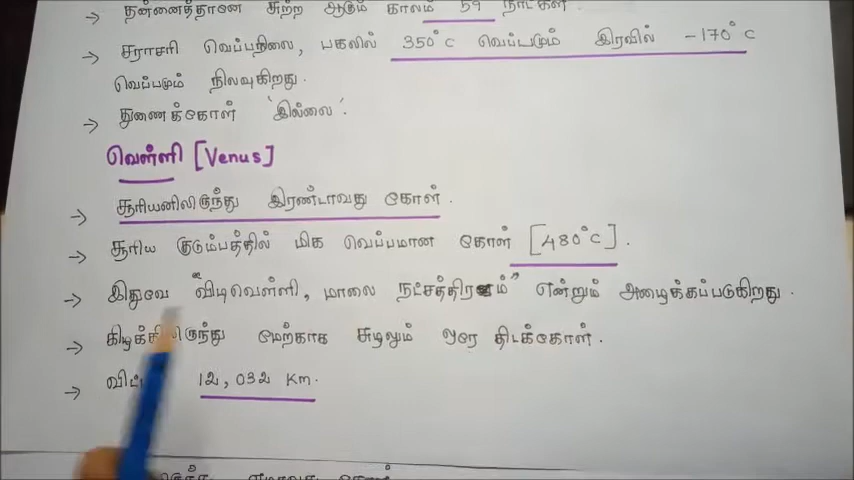 → தன்னைத்தானே சுற்ற ஆகும் காலம் 59 நாட்கள்
→ சராசரி வெப்பநிலை, பகலில் 350°c வெப்பமும் இரவில் -170°c
வெப்பமும் நிலவுகிறது.
→ துணைக்கோள் 'இல்லை'.
வெள்ளி [Venus]
→ சூரியனிலிருந்து இரண்டாவது கோள்.
→ சூரிய குடும்பத்தில் மிக வெப்பமான கோள் [480°c].
→ இதுவே "விடிவெள்ளி, மாலை நட்சத்திரம்" என்றும் அழைக்கப்படுகிறது.
→ கிழக்கிலிருந்து மேற்காக சுழலும் ஒரே திடக்கோள்.
→ 12,032 Km.
கோள்